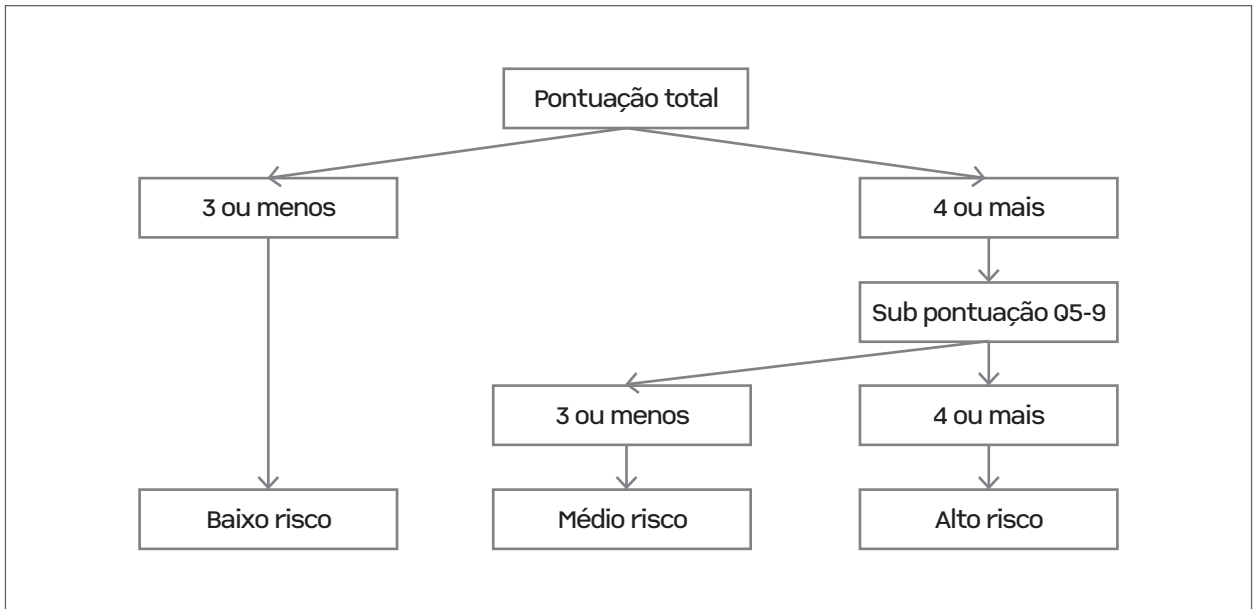 Pontuação total
3 ou menos
4 ou mais
Sub pontuação Q5-9
3 ou menos
4 ou mais
Baixo risco
Médio risco
Alto risco